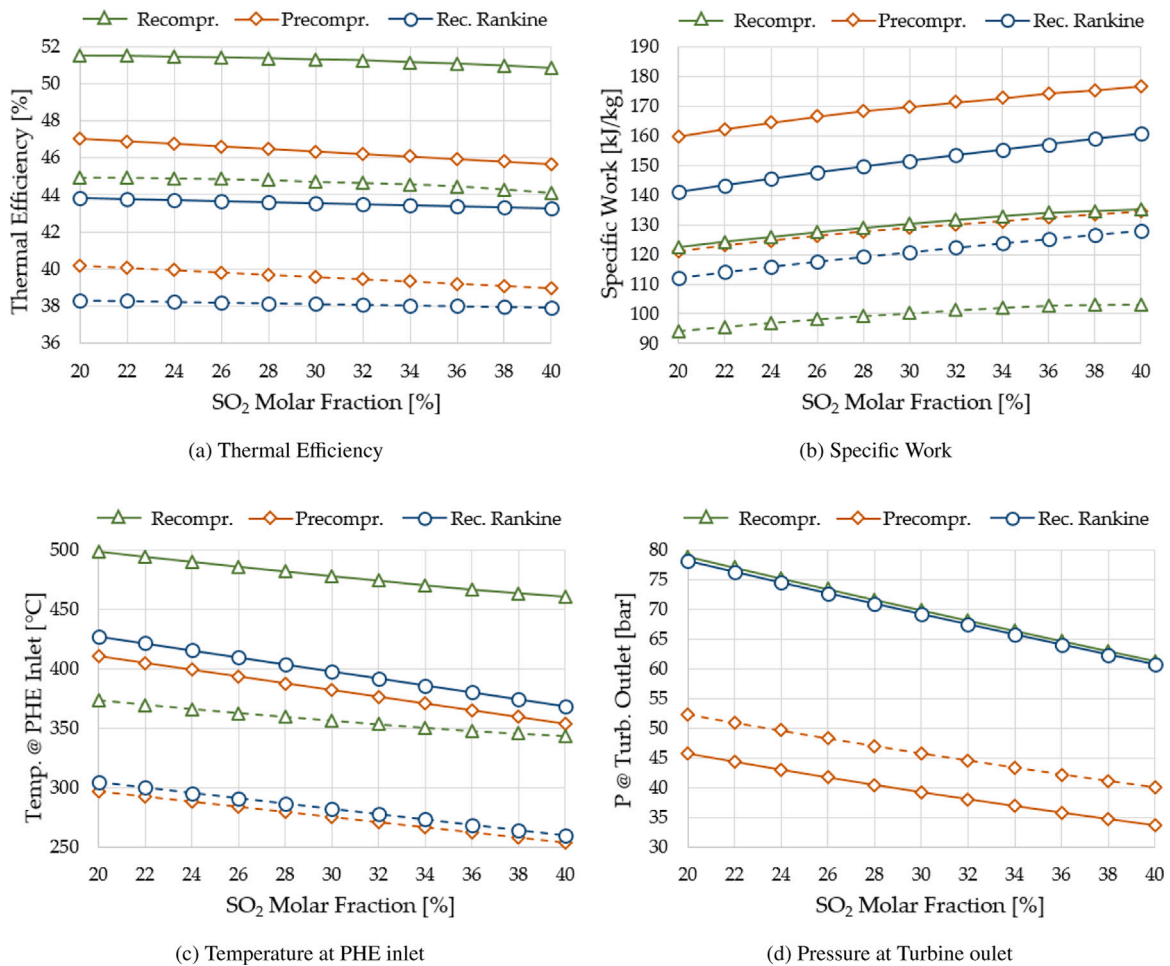 Recompr. Precompr. Rec. Rankine
52
50
48
46
44
42
40
38
36
Thermal Efficiency [%]
20 22 24 26 28 30 32 34 36 38 40
SO2 Molar Fraction [%]
(a) Thermal Efficiency
Recompr. Precompr. Rec. Rankine
190
180
170
160
150
140
130
120
110
100
90
Specific Work [kJ/kg]
20 22 24 26 28 30 32 34 36 38 40
SO2 Molar Fraction [%]
(b) Specific Work
Recompr. Precompr. Rec. Rankine
500
450
400
350
300
250
Temp. @ PHE Inlet [°C]
20 22 24 26 28 30 32 34 36 38 40
SO2 Molar Fraction [%]
(c) Temperature at PHE inlet
Recompr. Precompr. Rec. Rankine
80
75
70
65
60
55
50
45
40
35
30
P @ Turb. Outlet [bar]
20 22 24 26 28 30 32 34 36 38 40
SO2 Molar Fraction [%]
(d) Pressure at Turbine oulet